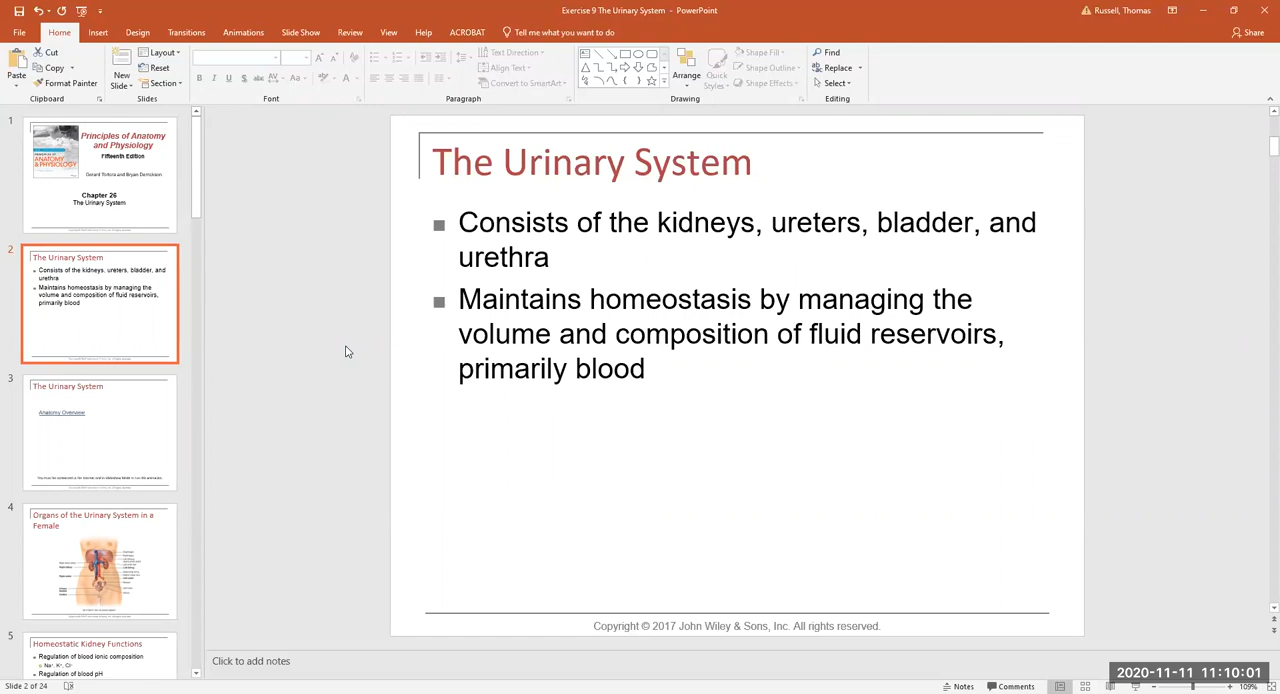 Exercise 9 The Urinary System - PowerPoint
Russell, Thomas
File Home Insert Design Transitions Animations Slide Show Review View Help ACROBAT Tell me what you want to do
Share
Paste
Cut
Copy
Format Painter
Clipboard
New
Slide
Layout
Reset
Section
Slides
Font
Text Direction
Align Text
Convert to SmartArt
Paragraph
Arrange
Quick
Styles
Shape Fill
Shape Outline
Shape Effects
Drawing
Find
Replace
Select
Editing
1
Principles of Anatomy
and Physiology
Fifteenth Edition
Gerard Tortora and Bryan Derrickson
Chapter 26
The Urinary System
2
The Urinary System
Consists of the kidneys, ureters, bladder, and
urethra
Maintains homeostasis by managing the
volume and composition of fluid reservoirs,
primarily blood
3
The Urinary System
Anatomy Overview
4
Organs of the Urinary System in a
Female
5
Homeostatic Kidney Functions
Regulation of blood ionic composition
Na+, K+, Cl-
Regulation of blood pH
The Urinary System
Consists of the kidneys, ureters, bladder, and
urethra
Maintains homeostasis by managing the
volume and composition of fluid reservoirs,
primarily blood
Copyright © 2017 John Wiley & Sons, Inc. All rights reserved.
Click to add notes
2020-11-11 11:10:01
Slide 2 of 24
Notes
Comments
109%